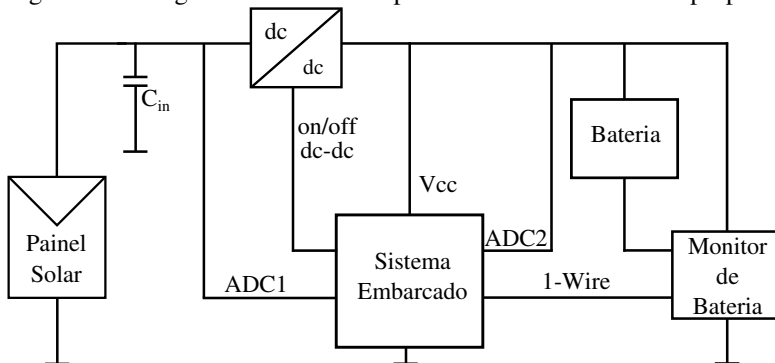 dc
dc
C_in
on/off
dc-dc
Bateria
Vcc
Painel
Solar
ADC1
Sistema
Embarcado
ADC2
1-Wire
Monitor
de
Bateria